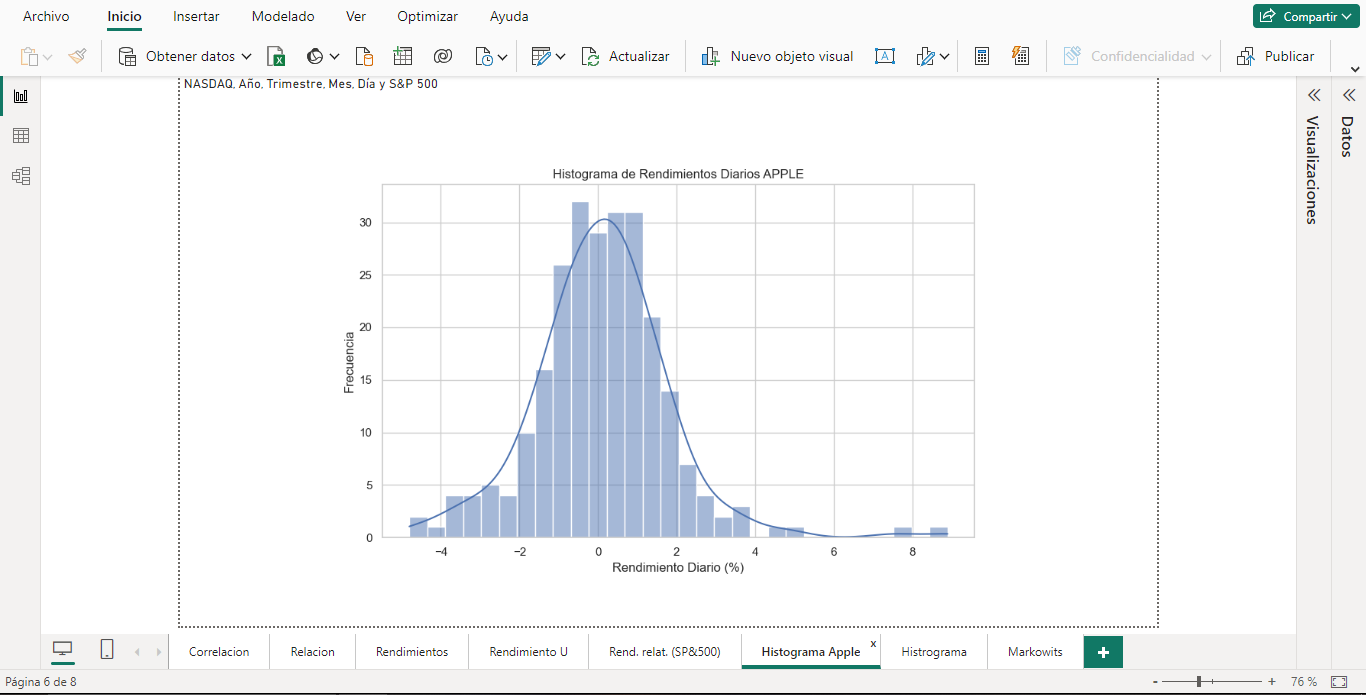 Archivo Inicio Insertar Modelado Ver Optimizar Ayuda Compartir
Obtener datos Actualizar Nuevo objeto visual Confidencialidad Publicar
NASDAQ, Año, Trimestre, Mes, Día y S&P 500
Visualizaciones
Datos
Histograma de Rendimientos Diarios APPLE
Frecuencia
30
25
20
15
10
5
0
−4 −2 0 2 4 6 8
Rendimiento Diario (%)
Correlacion Relacion Rendimientos Rendimiento U Rend. relat. (SP&500) Histograma Apple x Histrograma Markowits +
Página 6 de 8 - + 76 %